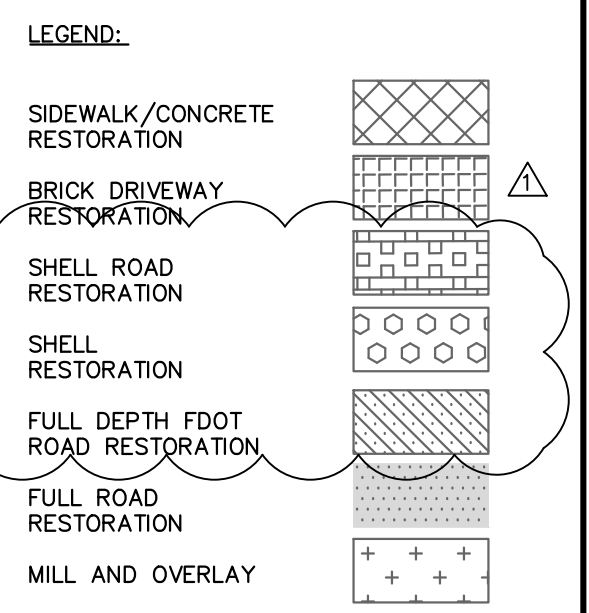 LEGEND:
SIDEWALK/CONCRETE
RESTORATION
BRICK DRIVEWAY
RESTORATION
1
SHELL ROAD
RESTORATION
SHELL
RESTORATION
FULL DEPTH FDOT
ROAD RESTORATION
FULL ROAD
RESTORATION
MILL AND OVERLAY